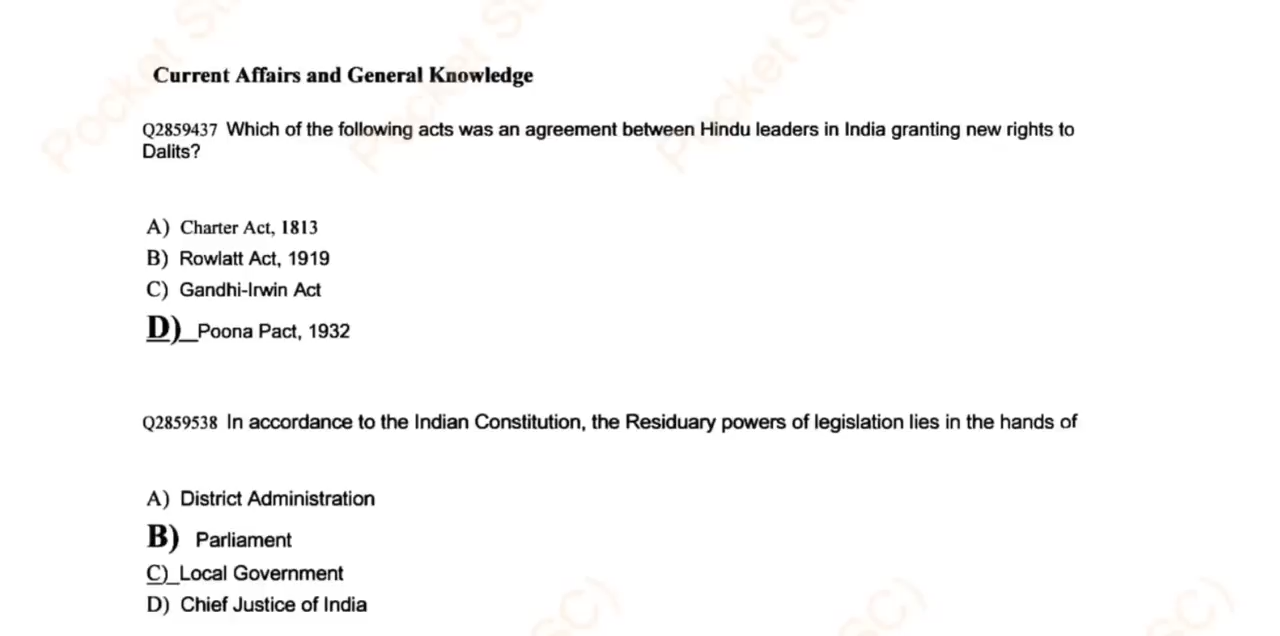 Current Affairs and General Knowledge
Q2859437 Which of the following acts was an agreement between Hindu leaders in India granting new rights to
Dalits?
A) Charter Act, 1813
B) Rowlatt Act, 1919
C) Gandhi-Irwin Act
D) Poona Pact, 1932
Q2859538 In accordance to the Indian Constitution, the Residuary powers of legislation lies in the hands of
A) District Administration
B) Parliament
C) Local Government
D) Chief Justice of India